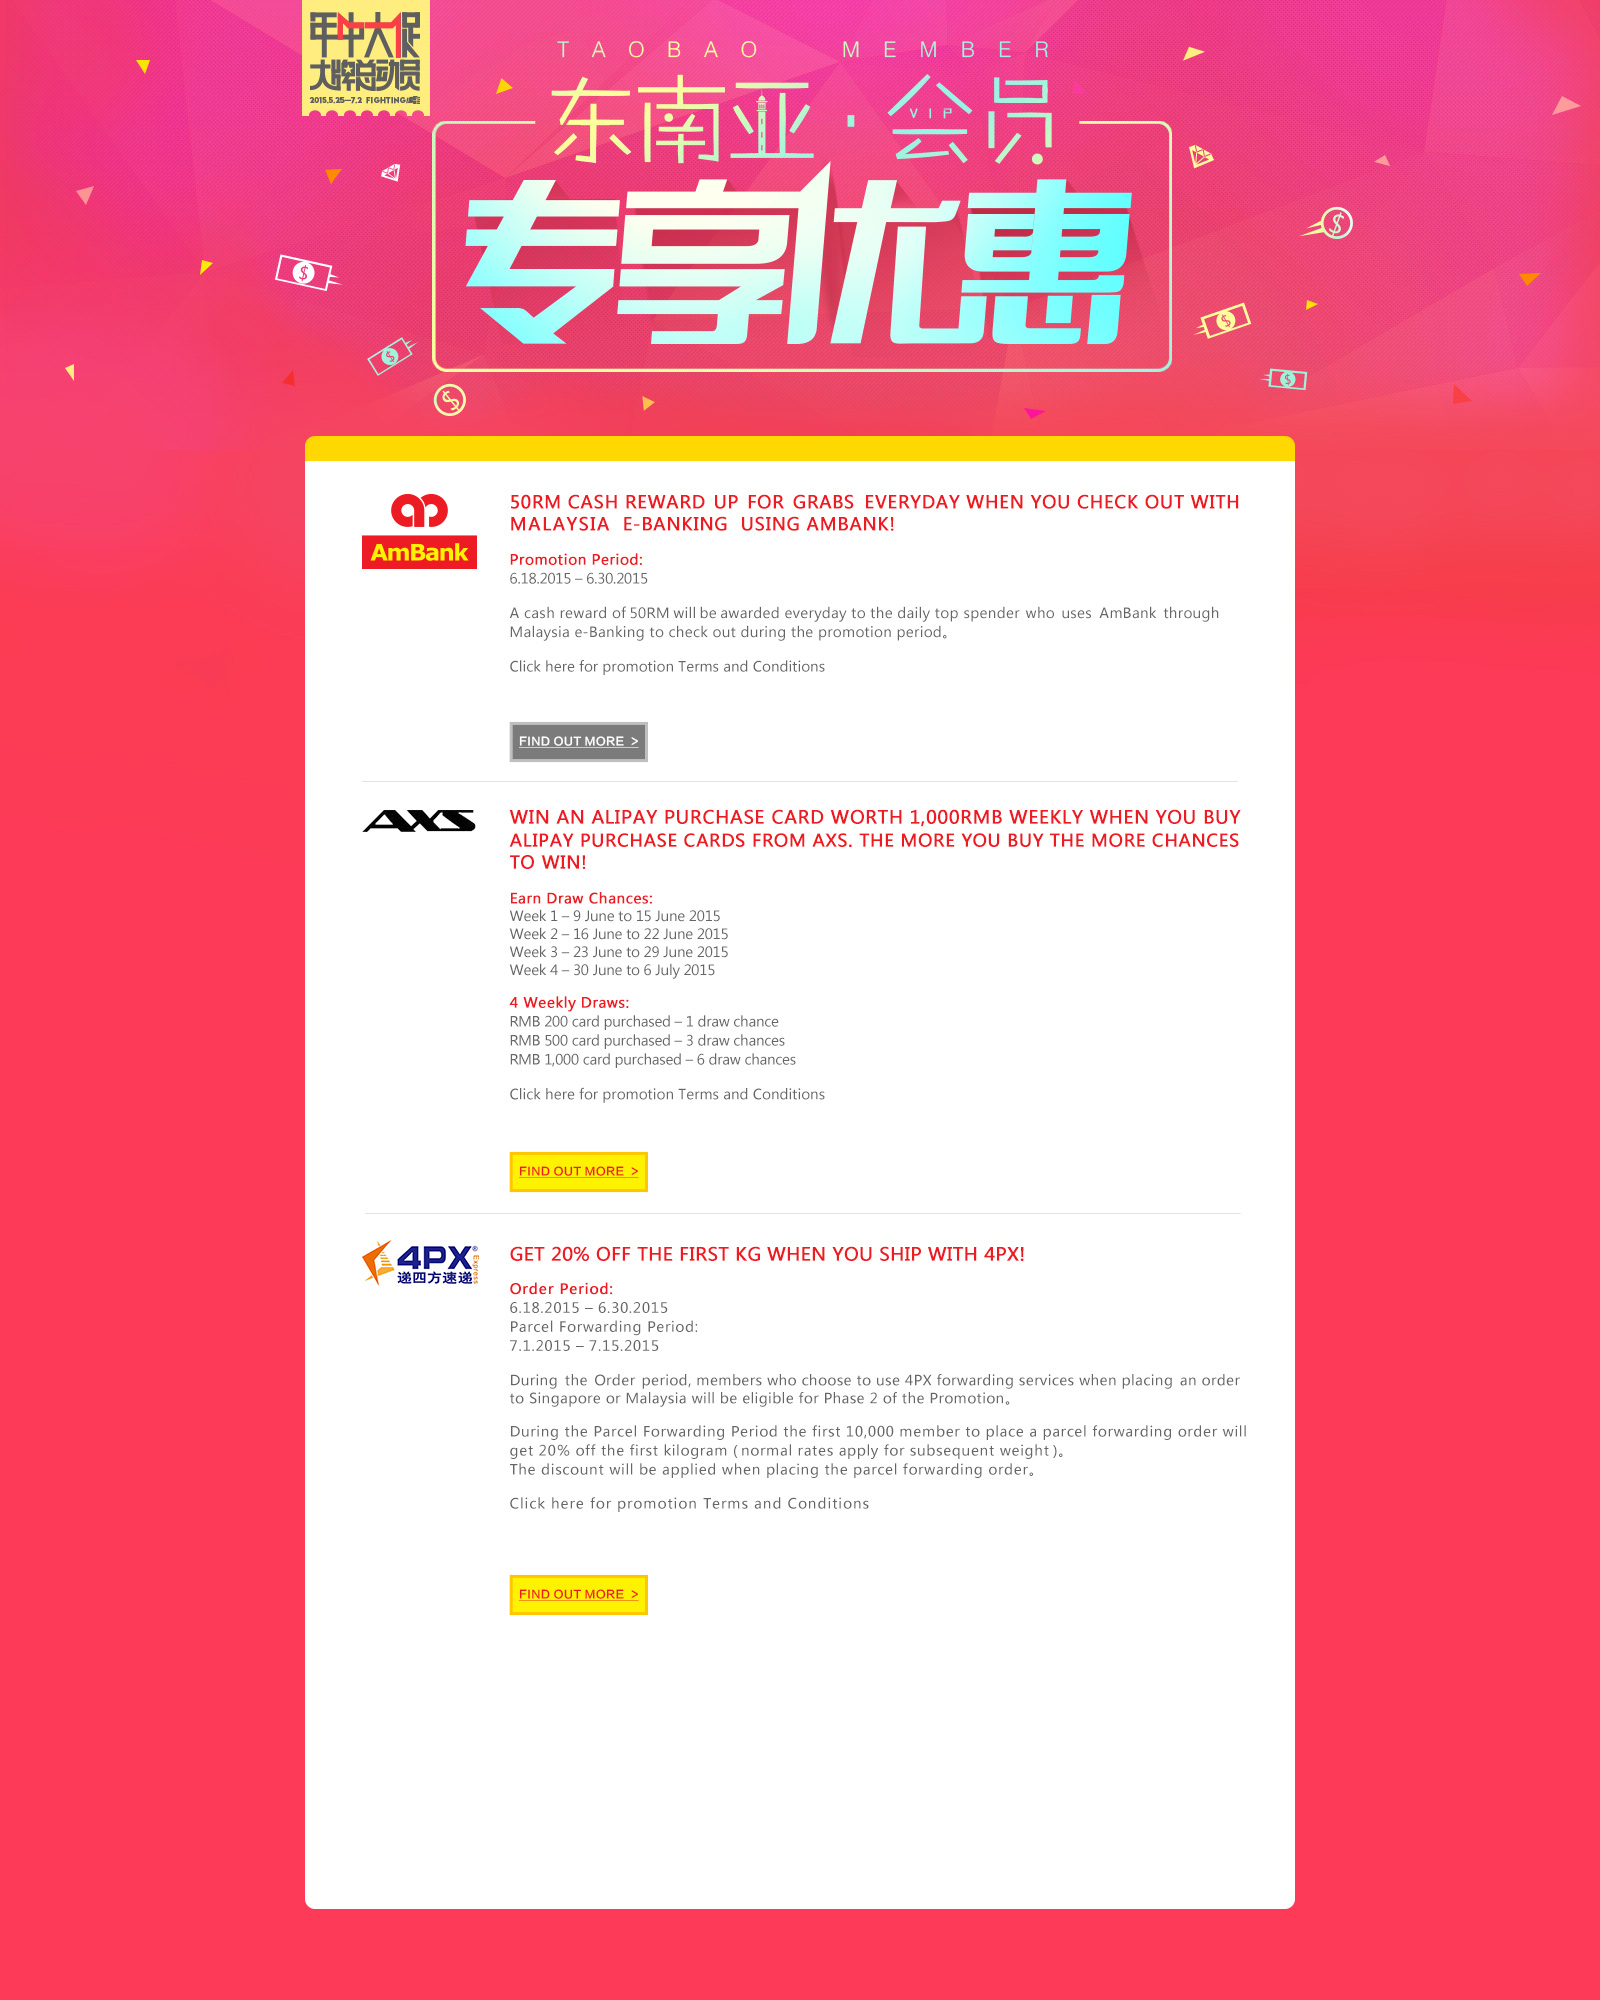 年中大促
大牌总动员
2015.5.25—7.2 FIGHTING
TAOBAO MEMBER
东南亚·会员
VIP
专享优惠
AmBank
50RM CASH REWARD UP FOR GRABS EVERYDAY WHEN YOU CHECK OUT WITH
MALAYSIA E-BANKING USING AMBANK!
Promotion Period:
6.18.2015 – 6.30.2015
A cash reward of 50RM will be awarded everyday to the daily top spender who uses AmBank through
Malaysia e-Banking to check out during the promotion period。
Click here for promotion Terms and Conditions
FIND OUT MORE >
AXS
WIN AN ALIPAY PURCHASE CARD WORTH 1,000RMB WEEKLY WHEN YOU BUY
ALIPAY PURCHASE CARDS FROM AXS. THE MORE YOU BUY THE MORE CHANCES
TO WIN!
Earn Draw Chances:
Week 1 – 9 June to 15 June 2015
Week 2 – 16 June to 22 June 2015
Week 3 – 23 June to 29 June 2015
Week 4 – 30 June to 6 July 2015
4 Weekly Draws:
RMB 200 card purchased – 1 draw chance
RMB 500 card purchased – 3 draw chances
RMB 1,000 card purchased – 6 draw chances
Click here for promotion Terms and Conditions
FIND OUT MORE >
4PX® Express
递四方速递
GET 20% OFF THE FIRST KG WHEN YOU SHIP WITH 4PX!
Order Period:
6.18.2015 – 6.30.2015
Parcel Forwarding Period:
7.1.2015 – 7.15.2015
During the Order period, members who choose to use 4PX forwarding services when placing an order
to Singapore or Malaysia will be eligible for Phase 2 of the Promotion。
During the Parcel Forwarding Period the first 10,000 member to place a parcel forwarding order will
get 20% off the first kilogram (normal rates apply for subsequent weight)。
The discount will be applied when placing the parcel forwarding order。
Click here for promotion Terms and Conditions
FIND OUT MORE >